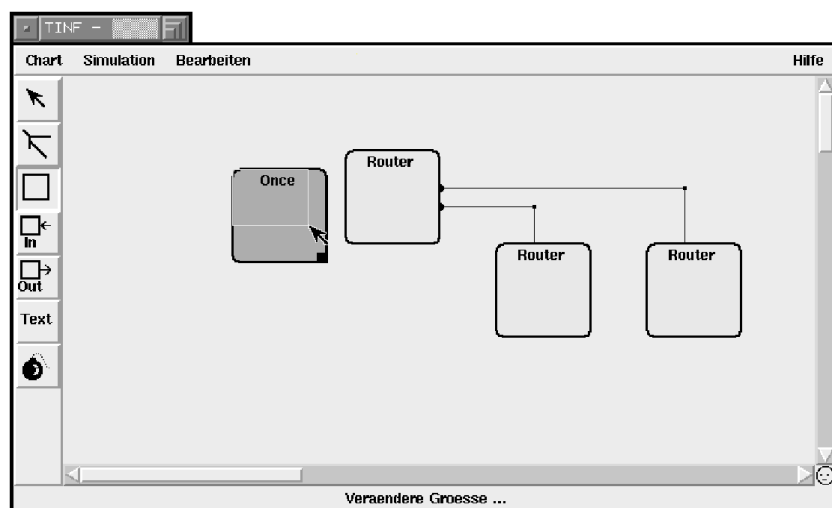 TINF -
Chart Simulation Bearbeiten Hilfe
Router
Once
Router Router
In
Out
Text
Veraendere Groesse ...